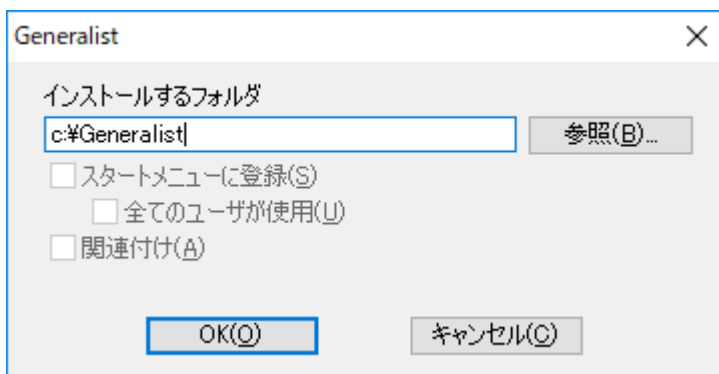 Generalist
インストールするフォルダ
c:¥Generalist
参照(B)...
スタートメニューに登録(S)
全てのユーザが使用(U)
関連付け(A)
OK(O)
キャンセル(C)